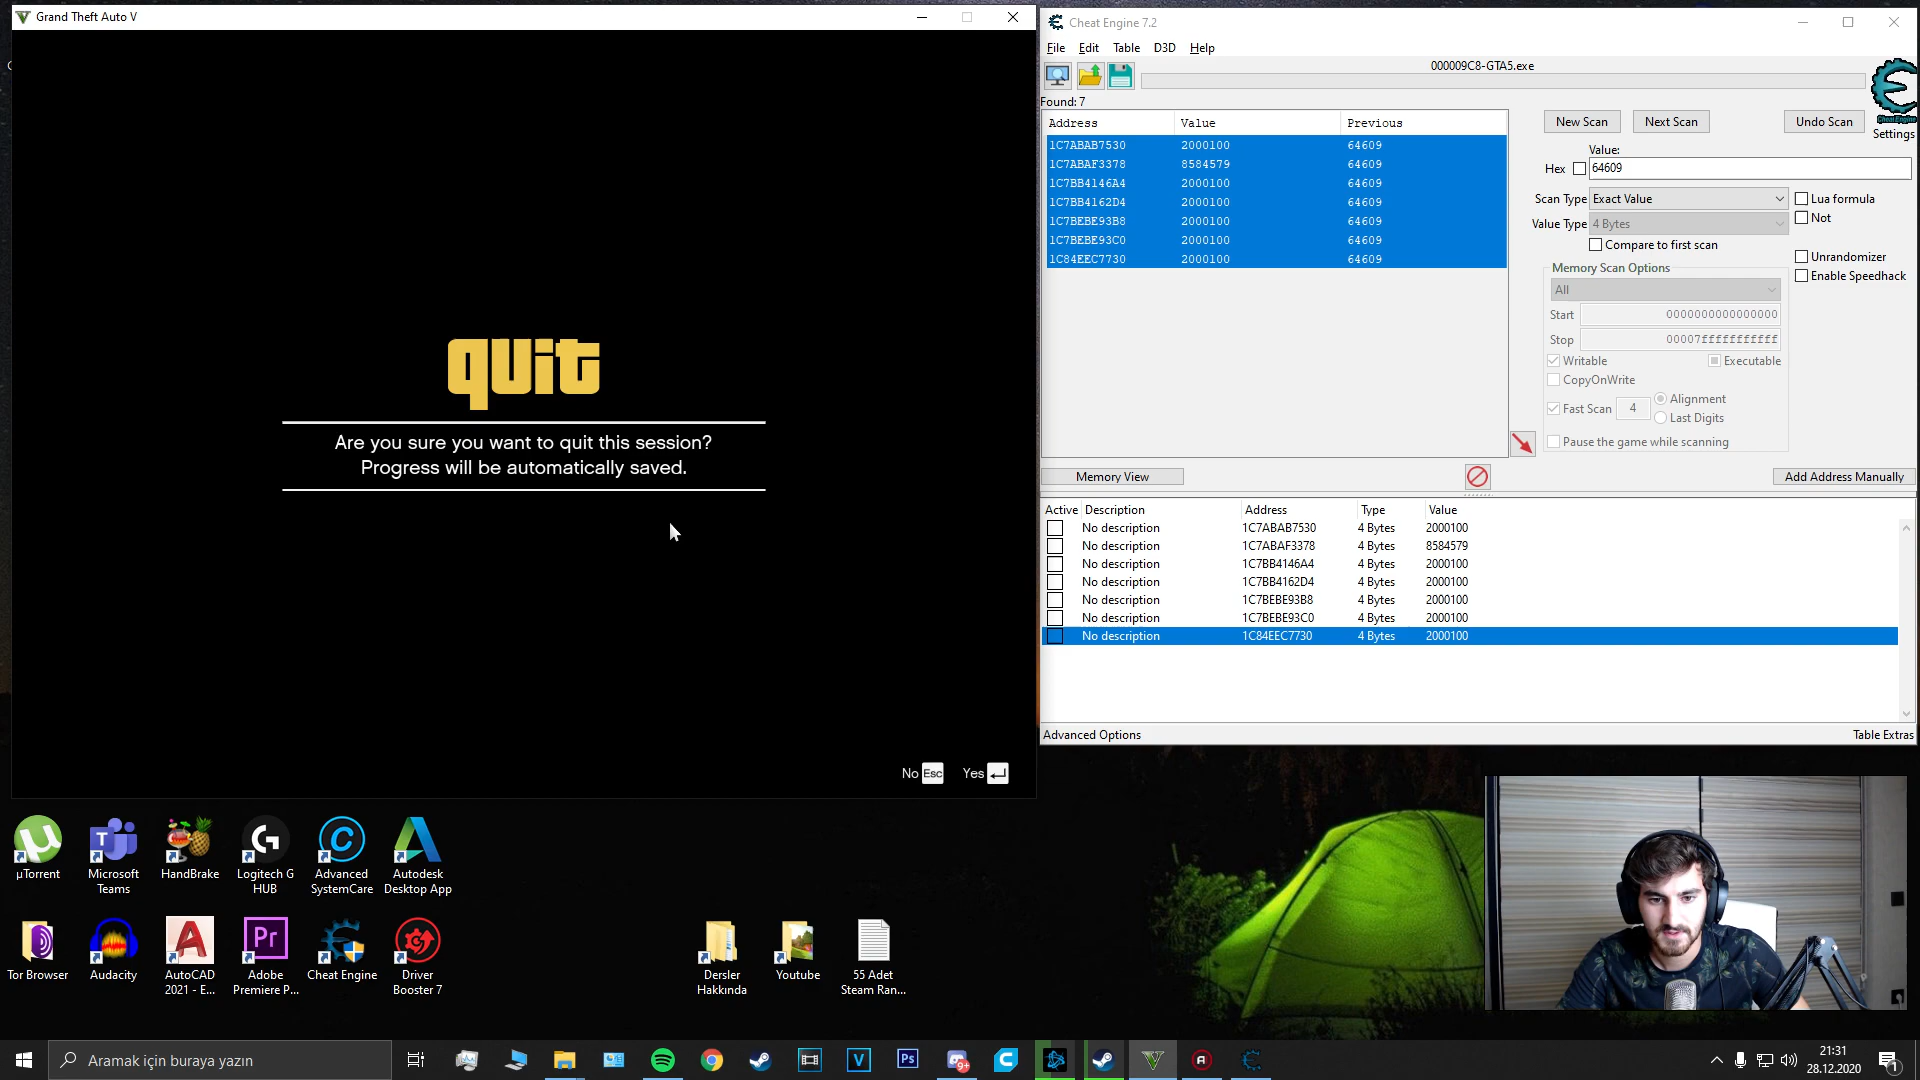 Grand Theft Auto V
quit
Are you sure you want to quit this session?
Progress will be automatically saved.
No Esc Yes
Cheat Engine 7.2
File Edit Table D3D Help
000009C8-GTA5.exe
Found: 7
Address Value Previous
1C7ABAB7530 2000100 64609
1C7ABAF3378 8584579 64609
1C7BB4146A4 2000100 64609
1C7BB4162D4 2000100 64609
1C7BEBE93B8 2000100 64609
1C7BEBE93C0 2000100 64609
1C84EEC7730 2000100 64609
New Scan Next Scan Undo Scan
Cheat Engine
Settings
Value:
Hex 64609
Scan Type Exact Value Lua formula
Not
Value Type 4 Bytes
Compare to first scan
Memory Scan Options
Unrandomizer
Enable Speedhack
All
Start 0000000000000000
Stop 00007fffffffffff
Writable Executable
CopyOnWrite
Fast Scan 4 Alignment
Last Digits
Pause the game while scanning
Memory View Add Address Manually
Active Description Address Type Value
No description 1C7ABAB7530 4 Bytes 2000100
No description 1C7ABAF3378 4 Bytes 8584579
No description 1C7BB4146A4 4 Bytes 2000100
No description 1C7BB4162D4 4 Bytes 2000100
No description 1C7BEBE93B8 4 Bytes 2000100
No description 1C7BEBE93C0 4 Bytes 2000100
No description 1C84EEC7730 4 Bytes 2000100
Advanced Options Table Extras
µTorrent
Microsoft Teams
HandBrake
Logitech G HUB
Advanced SystemCare
Autodesk Desktop App
Tor Browser
Audacity
AutoCAD 2021 - E...
Adobe Premiere P...
Cheat Engine
Driver Booster 7
Dersler Hakkında
Youtube
55 Adet Steam Ran...
Aramak için buraya yazın
21:31
28.12.2020